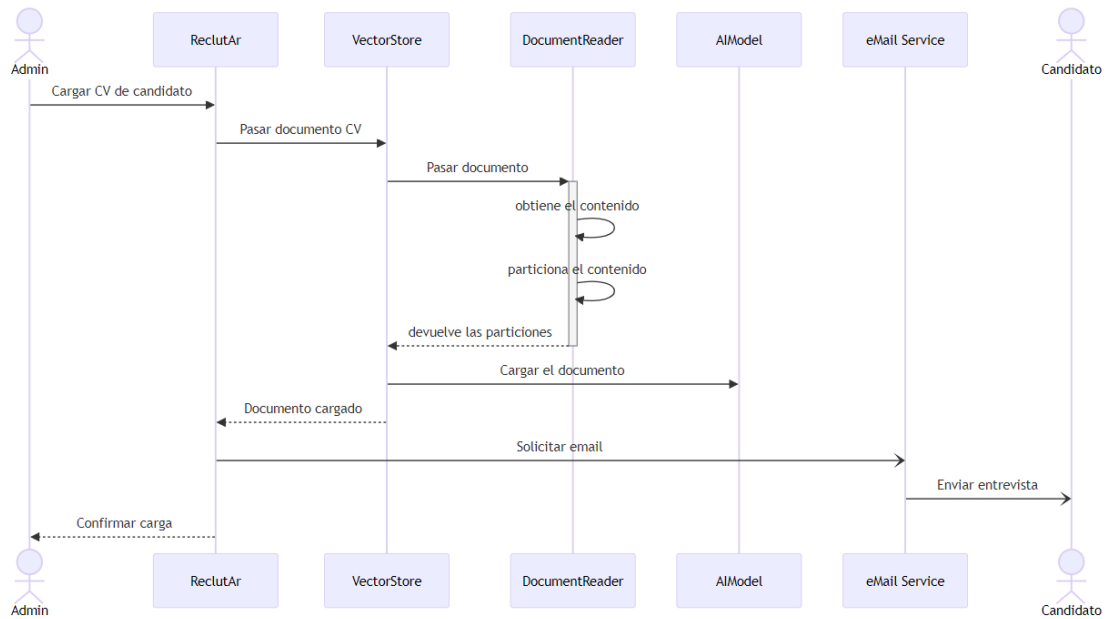 Admin
ReclutAr
VectorStore
DocumentReader
AIModel
eMail Service
Candidato
Cargar CV de candidato
Pasar documento CV
Pasar documento
obtiene el contenido
particiona el contenido
devuelve las particiones
Cargar el documento
Documento cargado
Solicitar email
Enviar entrevista
Confirmar carga
Admin
ReclutAr
VectorStore
DocumentReader
AIModel
eMail Service
Candidato